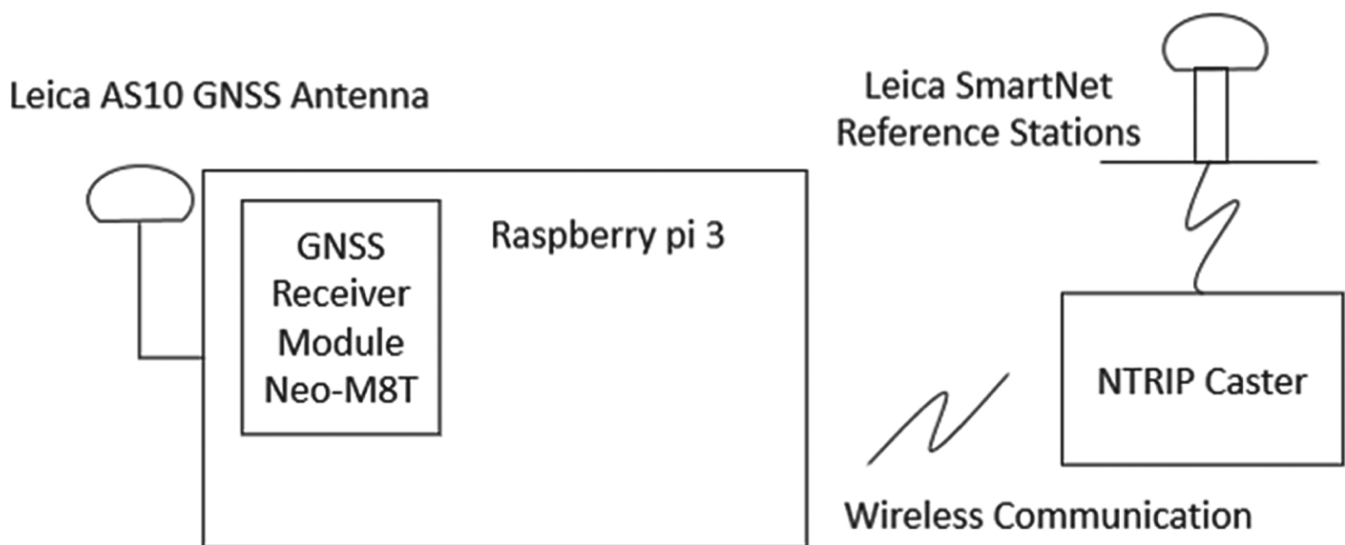 Leica AS10 GNSS Antenna
GNSS
Receiver
Module
Neo-M8T
Raspberry pi 3
Leica SmartNet
Reference Stations
NTRIP Caster
Wireless Communication